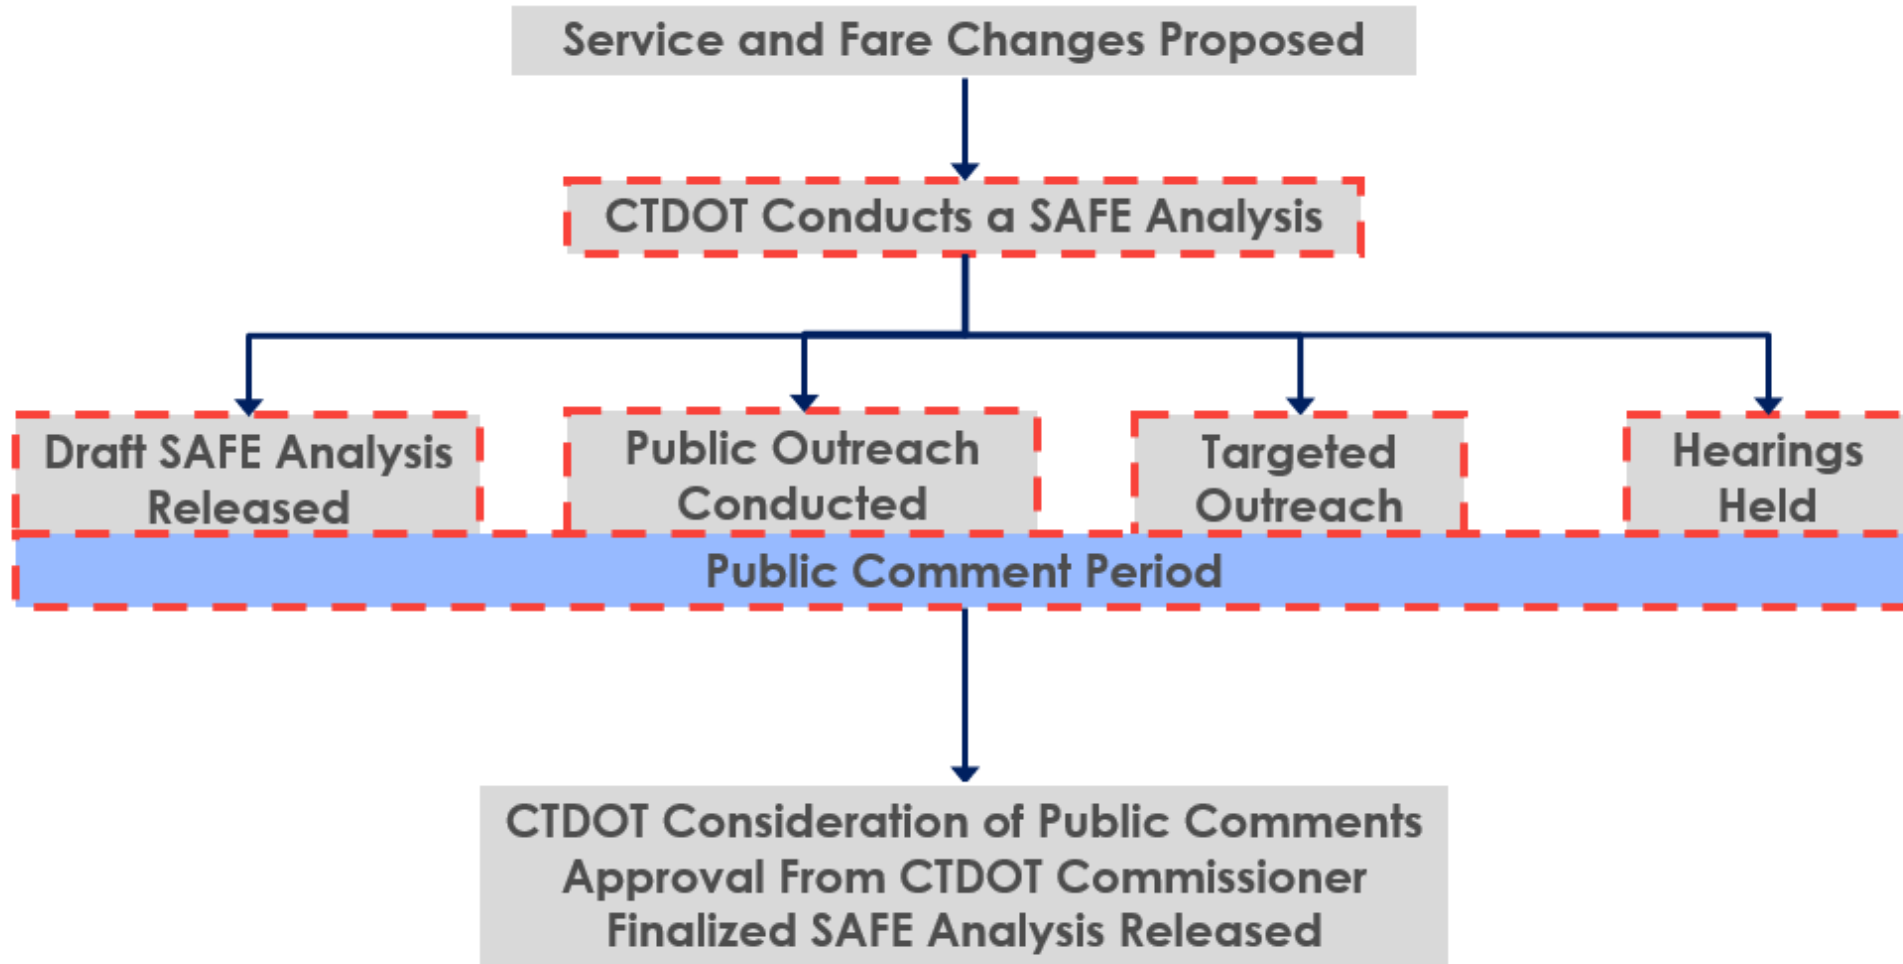 Service and Fare Changes Proposed
CTDOT Conducts a SAFE Analysis
Draft SAFE Analysis
Released
Public Outreach
Conducted
Targeted
Outreach
Hearings
Held
Public Comment Period
CTDOT Consideration of Public Comments
Approval From CTDOT Commissioner
Finalized SAFE Analysis Released